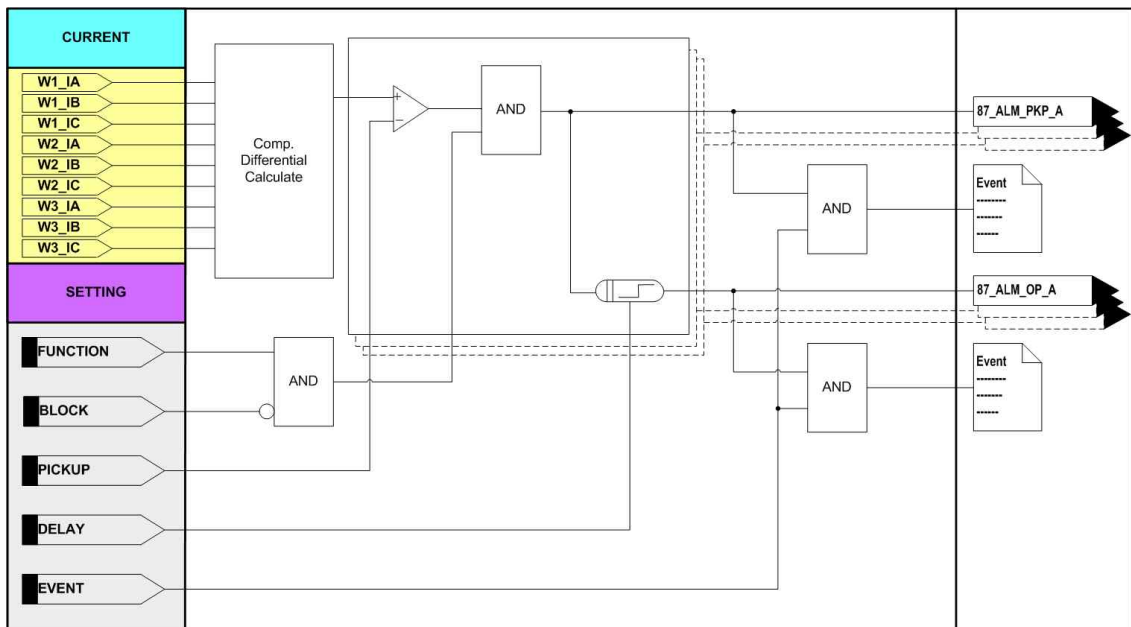 CURRENT
W1_IA
W1_IB
W1_IC
W2_IA
W2_IB
W2_IC
W3_IA
W3_IB
W3_IC
SETTING
FUNCTION
BLOCK
PICKUP
DELAY
EVENT
Comp.
Differential
Calculate
+
−
AND
AND
AND
AND
87_ALM_PKP_A
Event
--------
-------
------
87_ALM_OP_A
Event
--------
-------
------